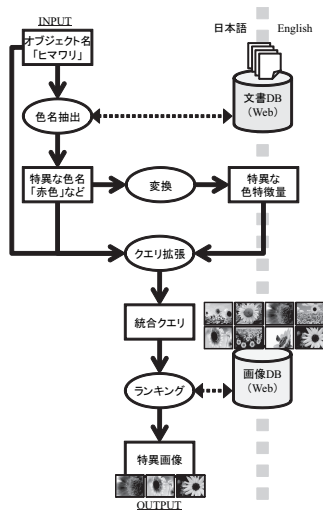 INPUT
オブジェクト名
「ヒマワリ」
日本語 English
色名抽出
文書DB
(Web)
特異な色名
「赤色」など
変換
特異な
色特徴量
クエリ拡張
統合クエリ
ランキング
画像DB
(Web)
特異画像
OUTPUT